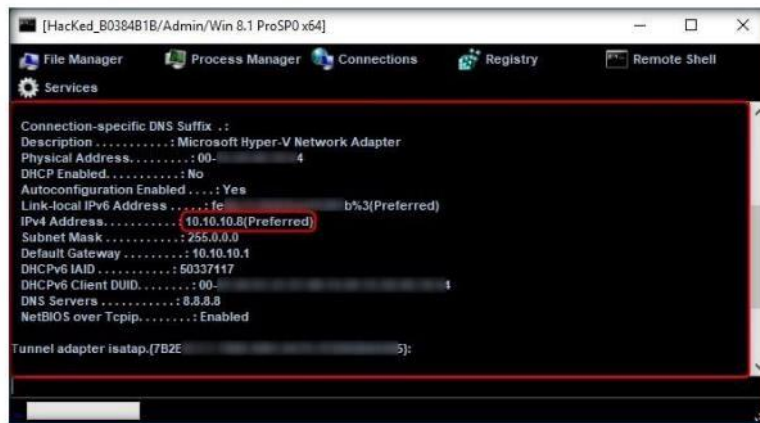 [HacKed_B0384B1B/Admin/Win 8.1 ProSP0 x64]
File Manager Process Manager Connections Registry Remote Shell
Services
Connection-specific DNS Suffix . :
Description . . . . . . . . . . . : Microsoft Hyper-V Network Adapter
Physical Address. . . . . . . . . : 00- 4
DHCP Enabled. . . . . . . . . . . : No
Autoconfiguration Enabled . . . . : Yes
Link-local IPv6 Address . . . . . : fe b%3(Preferred)
IPv4 Address. . . . . . . . . . . : 10.10.10.8(Preferred)
Subnet Mask . . . . . . . . . . . : 255.0.0.0
Default Gateway . . . . . . . . . : 10.10.10.1
DHCPv6 IAID . . . . . . . . . . . : 50337117
DHCPv6 Client DUID. . . . . . . . : 00- 4
DNS Servers . . . . . . . . . . . : 8.8.8.8
NetBIOS over Tcpip. . . . . . . . : Enabled
Tunnel adapter isatap.{7B2E 5}: